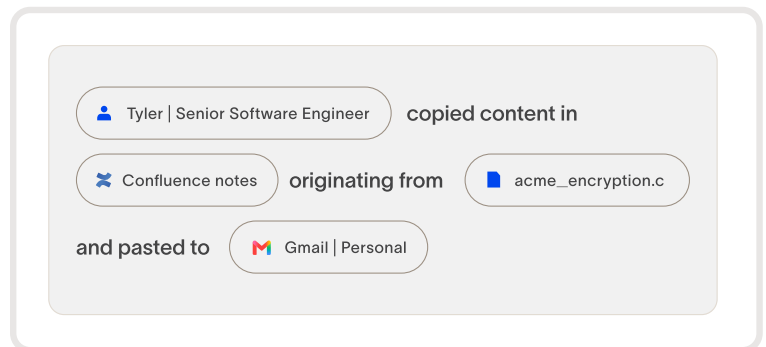 Tyler | Senior Software Engineer copied content in
Confluence notes originating from acme_encryption.c
and pasted to Gmail | Personal